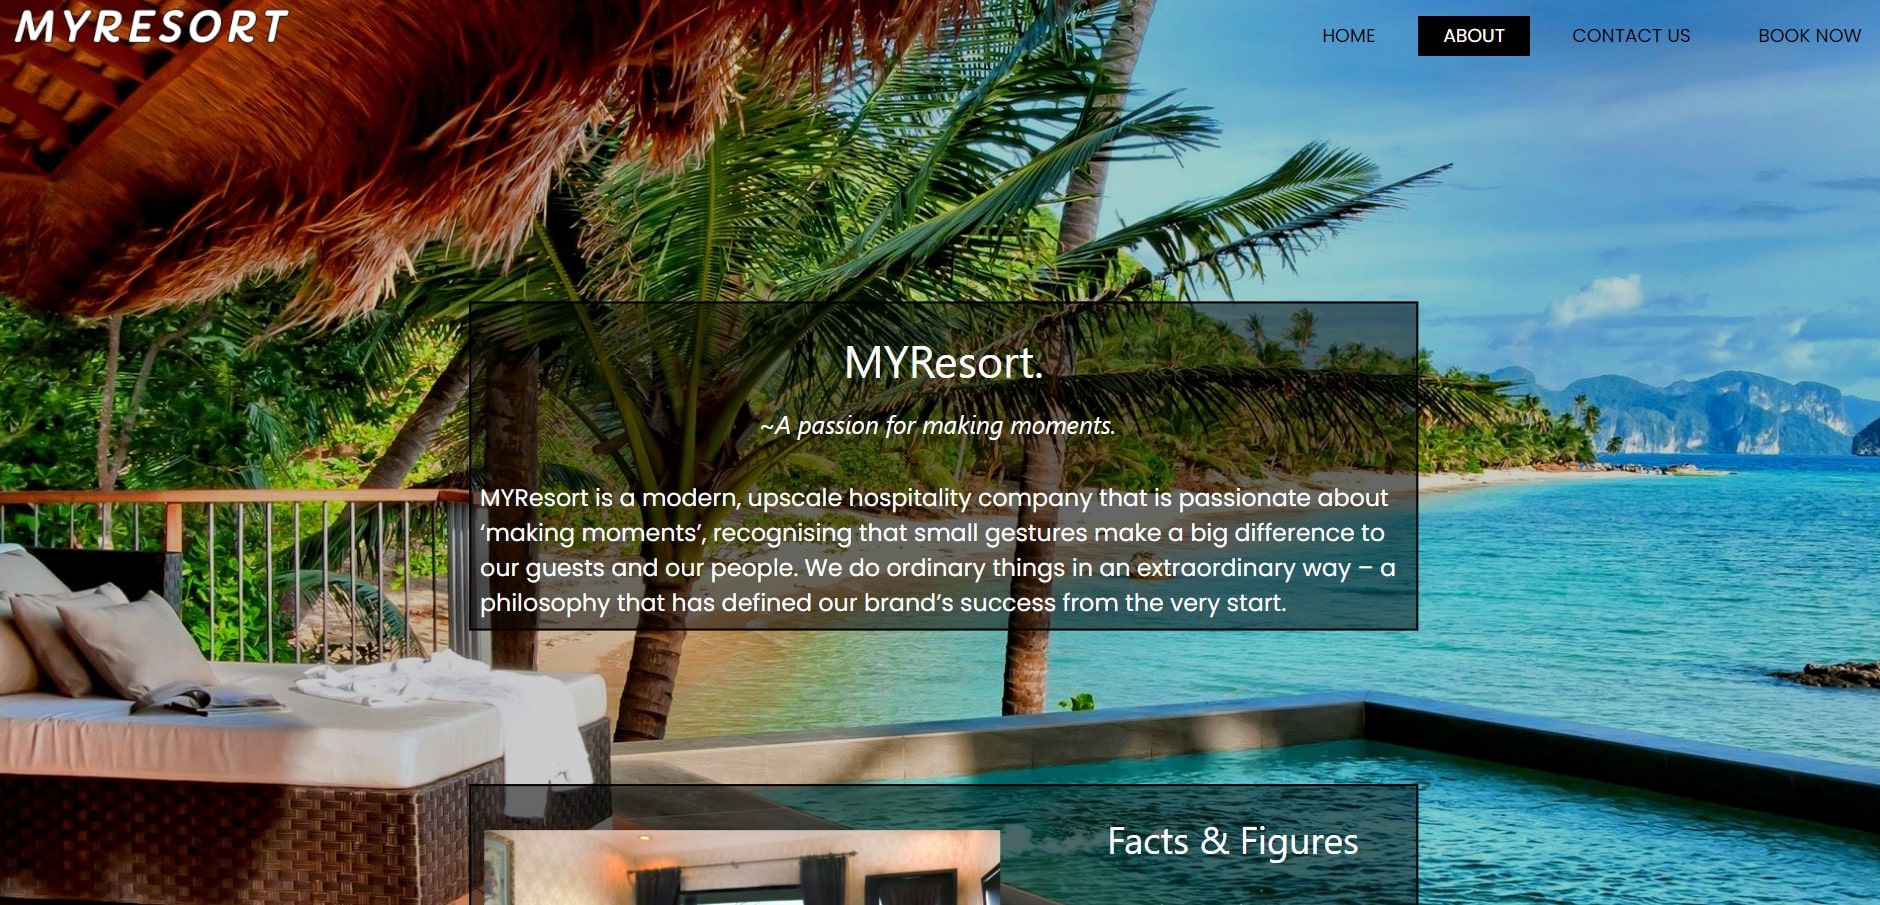 MYRESORT
HOME
ABOUT
CONTACT US
BOOK NOW
MYResort.
~A passion for making moments.
MYResort is a modern, upscale hospitality company that is passionate about
‘making moments’, recognising that small gestures make a big difference to
our guests and our people. We do ordinary things in an extraordinary way – a
philosophy that has defined our brand’s success from the very start.
Facts & Figures